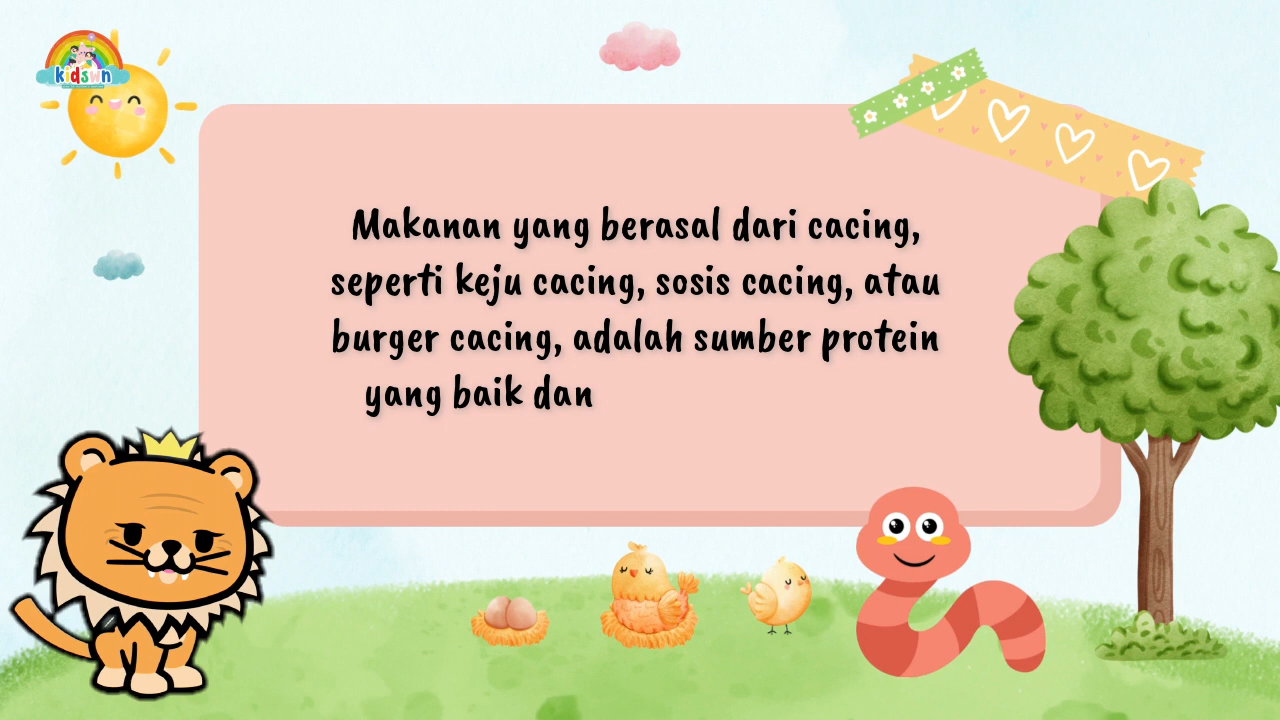 kidswn
Makanan yang berasal dari cacing,
seperti keju cacing, sosis cacing, atau
burger cacing, adalah sumber protein
yang baik dan